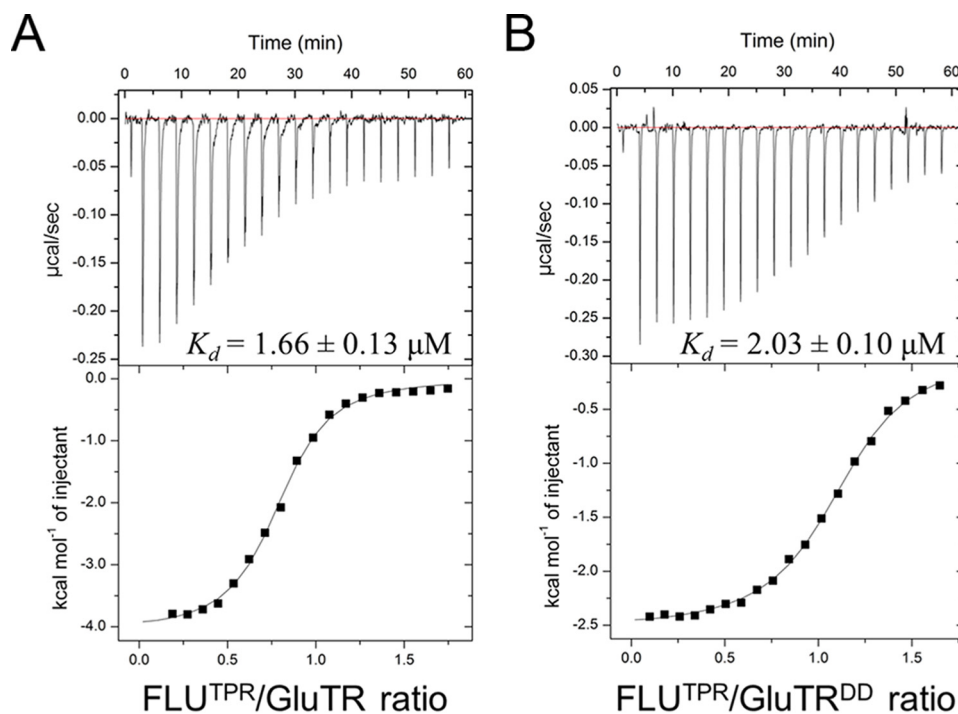 A
Time (min)
0 10 20 30 40 50 60
0.00
-0.05
-0.10
-0.15
-0.20
-0.25
µcal/sec
K_d = 1.66 ± 0.13 µM
0.0
-1.0
-2.0
-3.0
-4.0
kcal mol⁻¹ of injectant
0.0 0.5 1.0 1.5
FLU^TPR/GluTR ratio
B
Time (min)
0 10 20 30 40 50 60
0.05
0.00
-0.05
-0.10
-0.15
-0.20
-0.25
-0.30
µcal/sec
K_d = 2.03 ± 0.10 µM
-0.5
-1.0
-1.5
-2.0
-2.5
kcal mol⁻¹ of injectant
0.0 0.5 1.0 1.5
FLU^TPR/GluTR^DD ratio